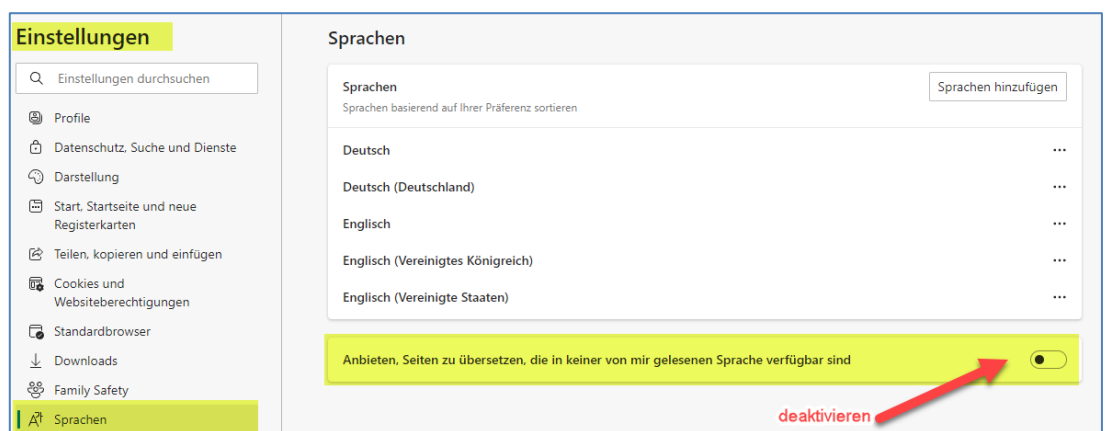 Einstellungen
Einstellungen durchsuchen
Profile
Datenschutz, Suche und Dienste
Darstellung
Start, Startseite und neue
Registerkarten
Teilen, kopieren und einfügen
Cookies und
Websiteberechtigungen
Standardbrowser
Downloads
Family Safety
Sprachen
Sprachen
Sprachen
Sprachen hinzufügen
Sprachen basierend auf Ihrer Präferenz sortieren
Deutsch
Deutsch (Deutschland)
Englisch
Englisch (Vereinigtes Königreich)
Englisch (Vereinigte Staaten)
Anbieten, Seiten zu übersetzen, die in keiner von mir gelesenen Sprache verfügbar sind
deaktivieren